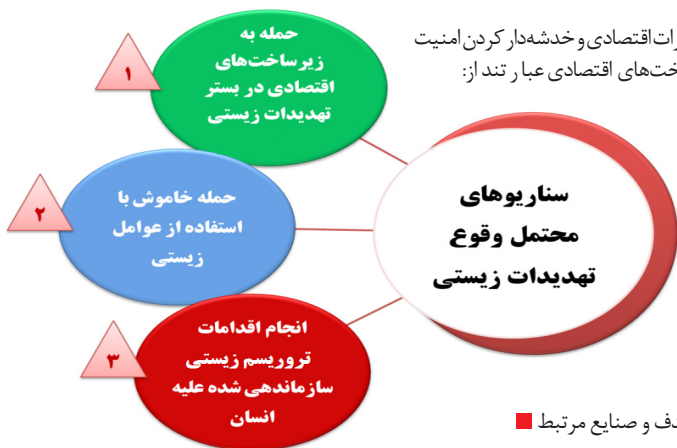 رات اقتصادی و خدشه‌دار کردن امنیت
خت‌های اقتصادی عبا ر تند از:
حمله به
زیرساخت‌های
اقتصادی در بستر
تهدیدات زیستی
۱
حمله خاموش با
استفاده از عوامل
زیستی
۲
انجام اقدامات
تروریسم زیستی
سازماندهی شده علیه
انسان
۳
سناریوهای
محتمل وقوع
تهدیدات زیستی
دف و صنایع مرتبط